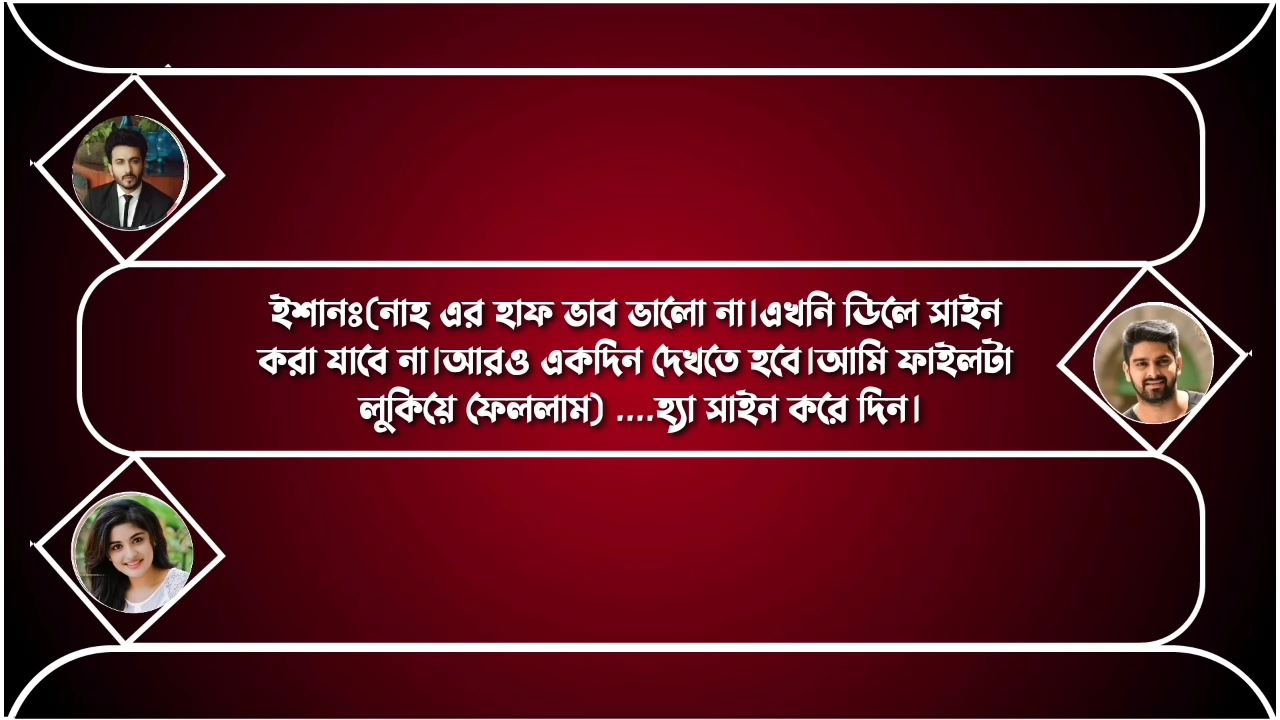 ইশানঃ(নাহ এর হাফ ভাব ভালো না।এখনি ডিলে সাইন
করা যাবে না।আরও একদিন দেখতে হবে।আমি ফাইলটা
লুকিয়ে ফেললাম) ....হ্যা সাইন করে দিন।